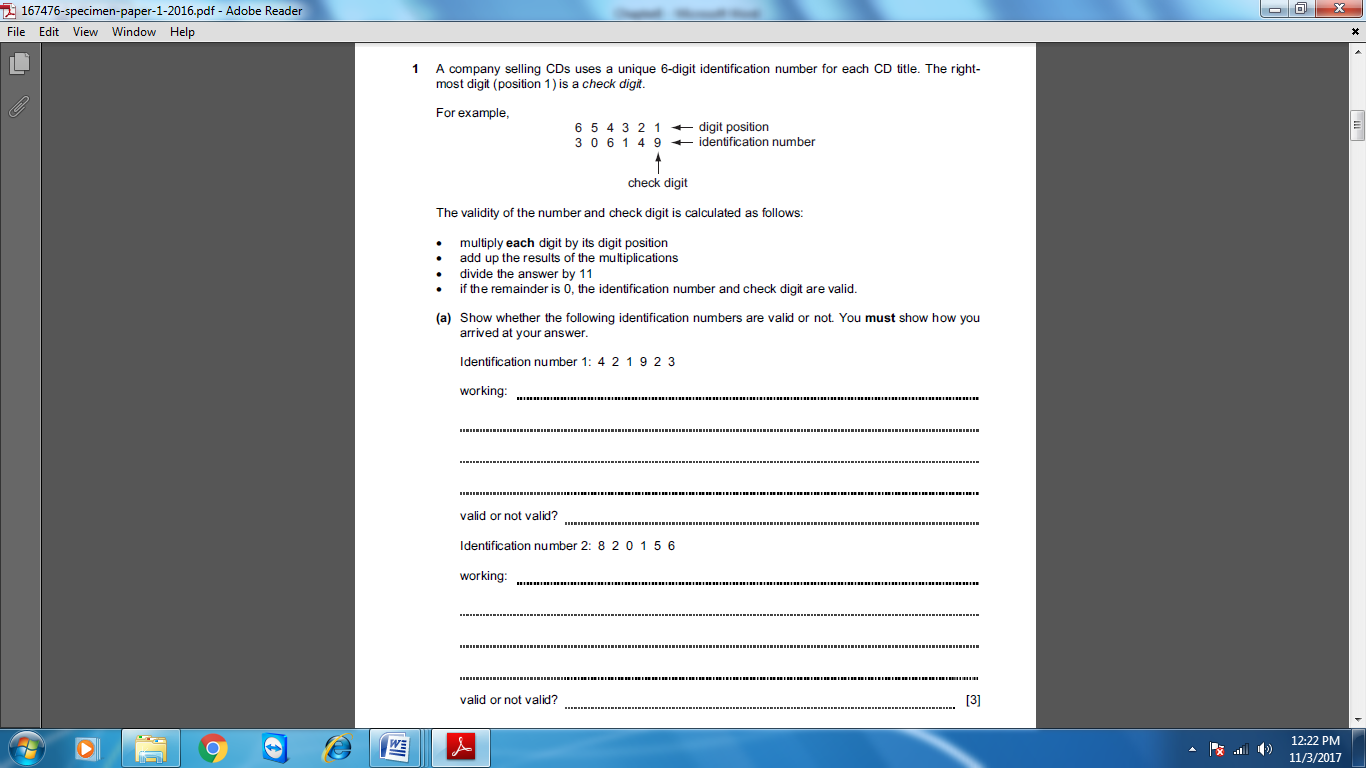 167476-specimen-paper-1-2016.pdf - Adobe Reader
File Edit View Window Help
1 A company selling CDs uses a unique 6-digit identification number for each CD title. The right-
most digit (position 1) is a check digit.
For example,
6 5 4 3 2 1 digit position
3 0 6 1 4 9 identification number
check digit
The validity of the number and check digit is calculated as follows:
• multiply each digit by its digit position
• add up the results of the multiplications
• divide the answer by 11
• if the remainder is 0, the identification number and check digit are valid.
(a) Show whether the following identification numbers are valid or not. You must show how you
arrived at your answer.
Identification number 1: 4 2 1 9 2 3
working:
valid or not valid?
Identification number 2: 8 2 0 1 5 6
working:
valid or not valid? [3]
12:22 PM
11/3/2017